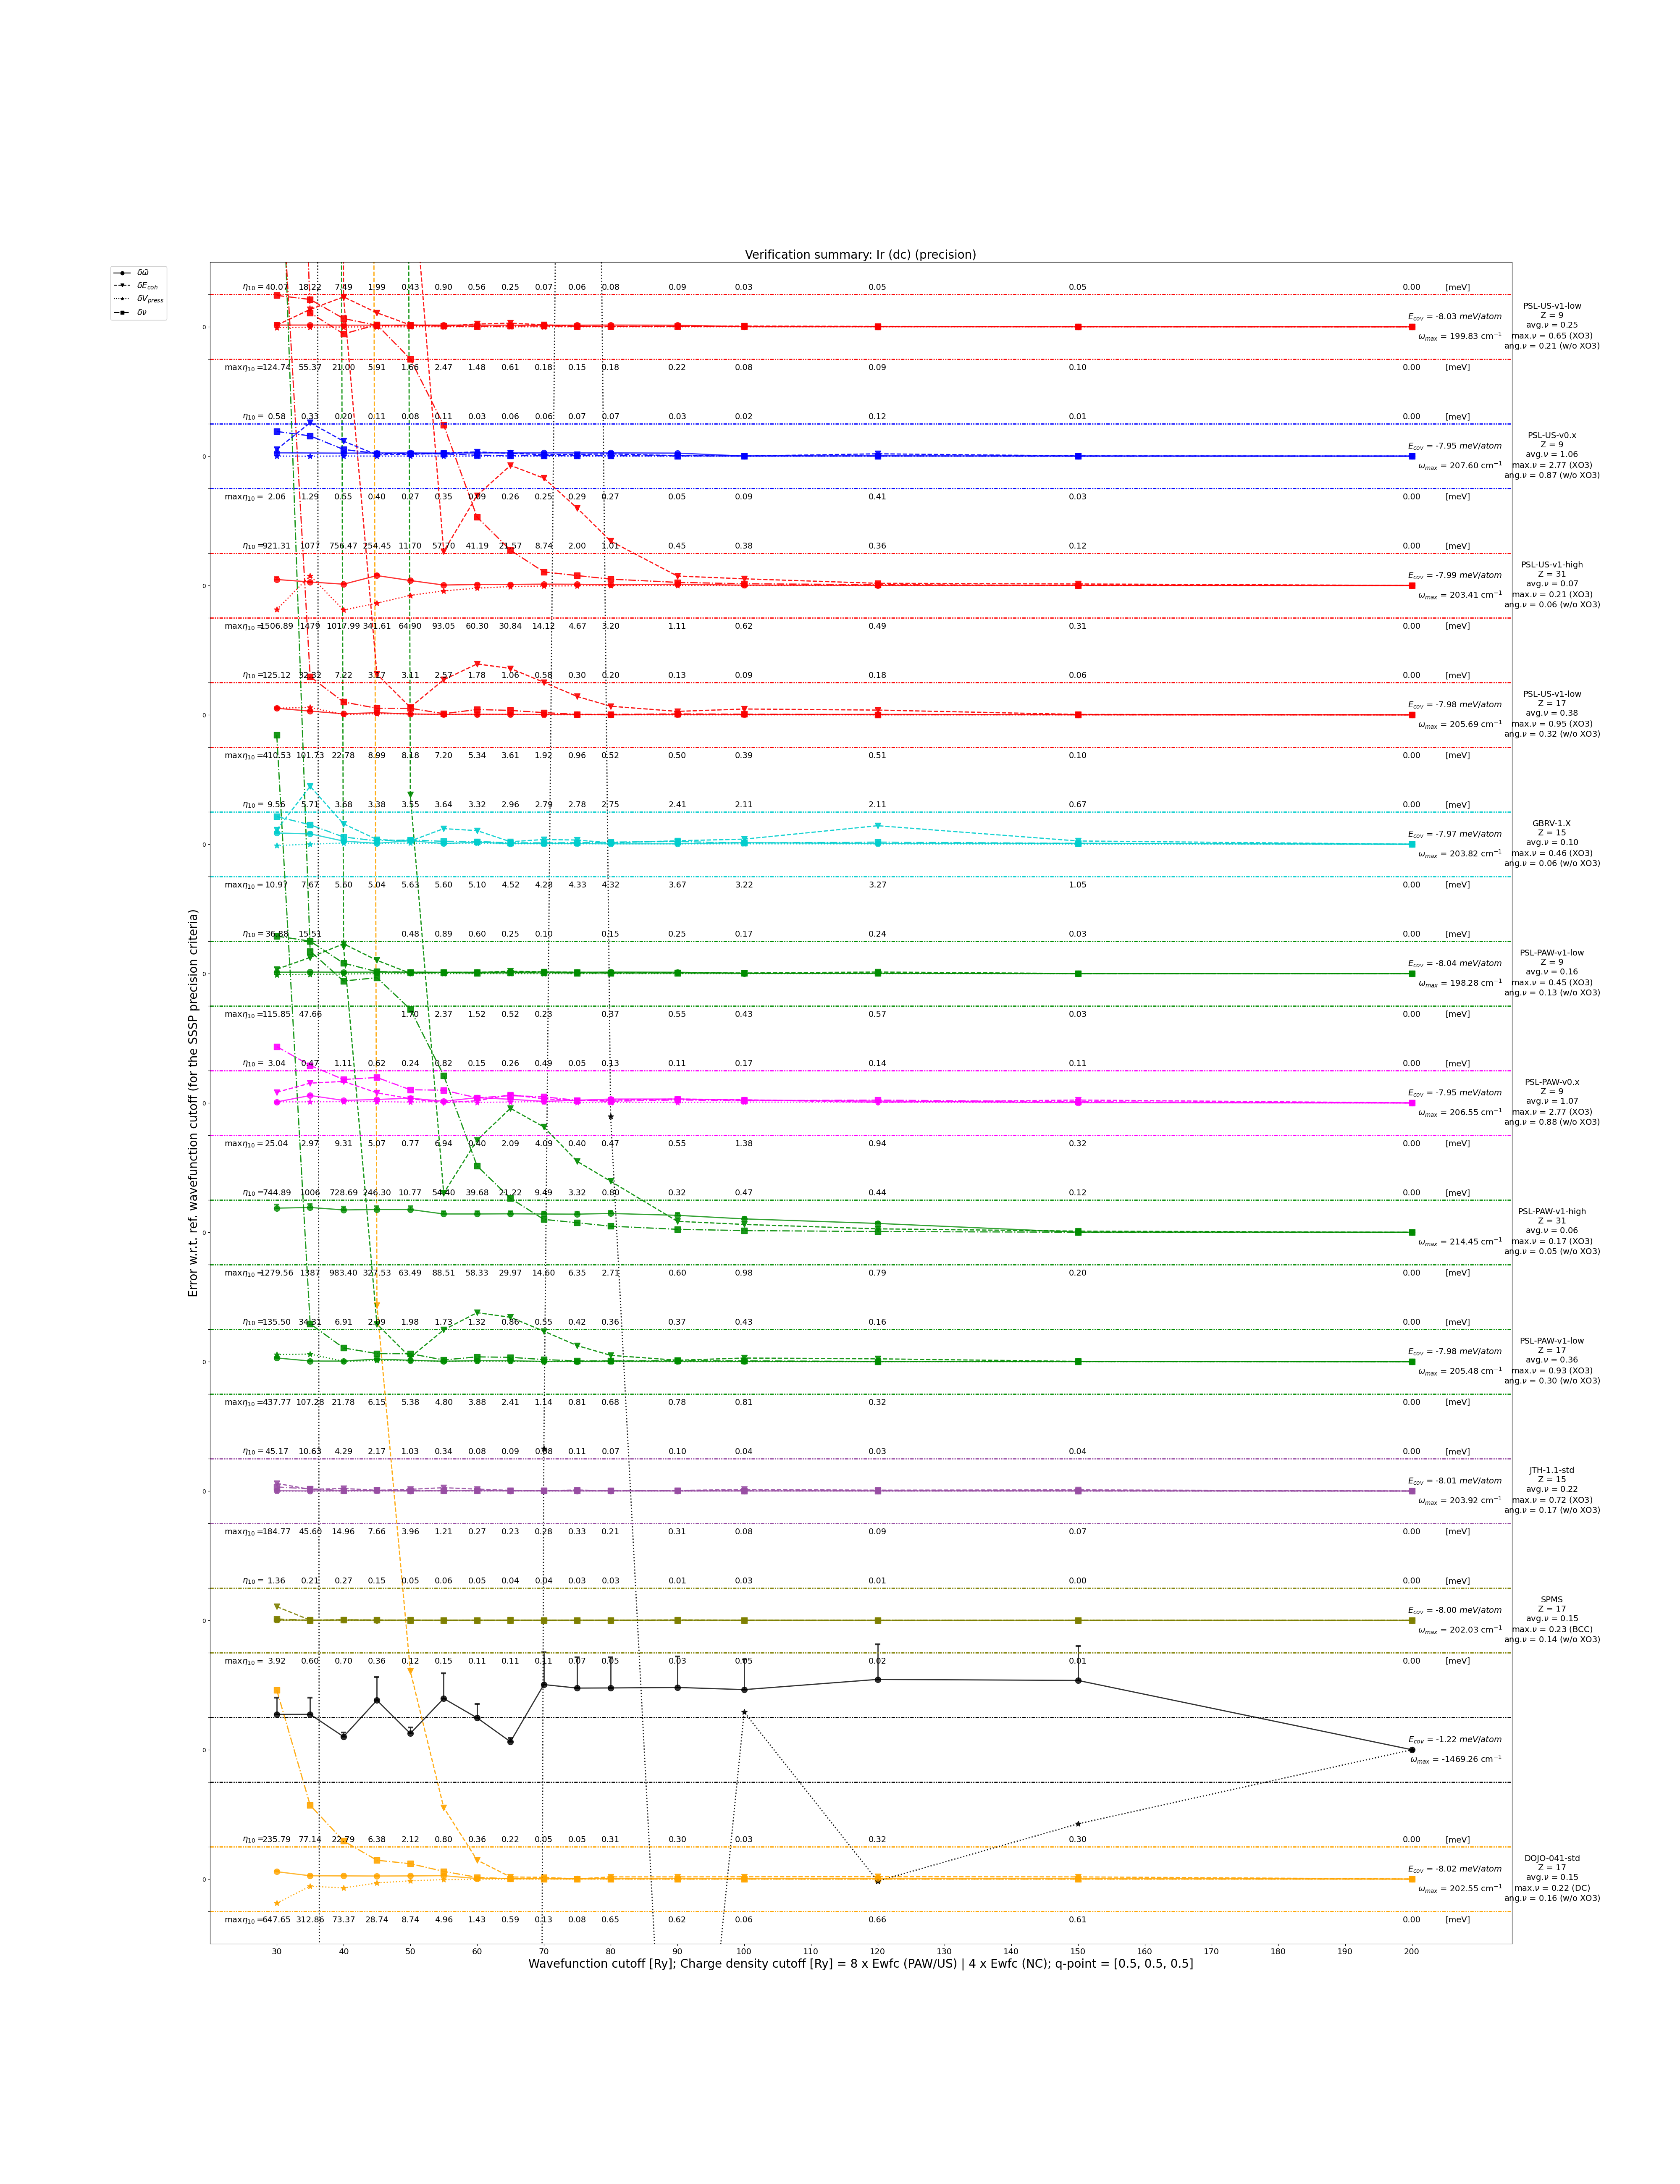 Verification summary: Ir (dc) (precision)
δω̄
δE_coh
δV_press
δν
η₁₀ = 40.07 18.22 7.49 1.99 0.43 0.90 0.56 0.25 0.07 0.06 0.08 0.09 0.03 0.05 0.05 0.00 [meV]
0
E_cov = -8.03 meV/atom
ω_max = 199.83 cm⁻¹
PSL-US-v1-low
Z = 9
avg.ν = 0.25
max.ν = 0.65 (XO3)
ang.ν = 0.21 (w/o XO3)
maxη₁₀ =124.74 55.37 21.00 5.91 1.66 2.47 1.48 0.61 0.18 0.15 0.18 0.22 0.08 0.09 0.10 0.00 [meV]
η₁₀ = 0.58 0.33 0.20 0.11 0.08 0.11 0.03 0.06 0.06 0.07 0.07 0.03 0.02 0.12 0.01 0.00 [meV]
0
E_cov = -7.95 meV/atom
ω_max = 207.60 cm⁻¹
PSL-US-v0.x
Z = 9
avg.ν = 1.06
max.ν = 2.77 (XO3)
ang.ν = 0.87 (w/o XO3)
maxη₁₀ = 2.06 1.29 0.55 0.40 0.27 0.35 0.09 0.26 0.25 0.29 0.27 0.05 0.09 0.41 0.03 0.00 [meV]
η₁₀ =921.31 1077 756.47 254.45 11.70 57.70 41.19 21.57 8.74 2.00 1.01 0.45 0.38 0.36 0.12 0.00 [meV]
0
E_cov = -7.99 meV/atom
ω_max = 203.41 cm⁻¹
PSL-US-v1-high
Z = 31
avg.ν = 0.07
max.ν = 0.21 (XO3)
ang.ν = 0.06 (w/o XO3)
maxη₁₀ =1506.89 1479 1017.99 341.61 64.90 93.05 60.30 30.84 14.12 4.67 3.20 1.11 0.62 0.49 0.31 0.00 [meV]
η₁₀ =125.12 32.32 7.22 3.77 3.11 2.57 1.78 1.06 0.58 0.30 0.20 0.13 0.09 0.18 0.06 0.00 [meV]
0
E_cov = -7.98 meV/atom
ω_max = 205.69 cm⁻¹
PSL-US-v1-low
Z = 17
avg.ν = 0.38
max.ν = 0.95 (XO3)
ang.ν = 0.32 (w/o XO3)
maxη₁₀ =410.53 101.73 22.78 8.99 8.18 7.20 5.34 3.61 1.92 0.96 0.52 0.50 0.39 0.51 0.10 0.00 [meV]
η₁₀ = 9.56 5.71 3.68 3.38 3.55 3.64 3.32 2.96 2.79 2.78 2.75 2.41 2.11 2.11 0.67 0.00 [meV]
0
E_cov = -7.97 meV/atom
ω_max = 203.82 cm⁻¹
GBRV-1.X
Z = 15
avg.ν = 0.10
max.ν = 0.46 (XO3)
ang.ν = 0.06 (w/o XO3)
maxη₁₀ = 10.97 7.67 5.60 5.04 5.63 5.60 5.10 4.52 4.28 4.33 4.32 3.67 3.22 3.27 1.05 0.00 [meV]
η₁₀ = 36.88 15.51 0.48 0.89 0.60 0.25 0.10 0.15 0.25 0.17 0.24 0.03 0.00 [meV]
0
E_cov = -8.04 meV/atom
ω_max = 198.28 cm⁻¹
PSL-PAW-v1-low
Z = 9
avg.ν = 0.16
max.ν = 0.45 (XO3)
ang.ν = 0.13 (w/o XO3)
maxη₁₀ =115.85 47.66 1.70 2.37 1.52 0.52 0.23 0.37 0.55 0.43 0.57 0.03 0.00 [meV]
η₁₀ = 3.04 0.47 1.11 0.62 0.24 0.82 0.15 0.26 0.49 0.05 0.13 0.11 0.17 0.14 0.11 0.00 [meV]
0
E_cov = -7.95 meV/atom
ω_max = 206.55 cm⁻¹
PSL-PAW-v0.x
Z = 9
avg.ν = 1.07
max.ν = 2.77 (XO3)
ang.ν = 0.88 (w/o XO3)
maxη₁₀ = 25.04 2.97 9.31 5.07 0.77 6.94 0.40 2.09 4.09 0.40 0.47 0.55 1.38 0.94 0.32 0.00 [meV]
η₁₀ =744.89 1006 728.69 246.30 10.77 54.40 39.68 21.22 9.49 3.32 0.80 0.32 0.47 0.44 0.12 0.00 [meV]
0
ω_max = 214.45 cm⁻¹
PSL-PAW-v1-high
Z = 31
avg.ν = 0.06
max.ν = 0.17 (XO3)
ang.ν = 0.05 (w/o XO3)
maxη₁₀ =1279.56 1387 983.40 327.53 63.49 88.51 58.33 29.97 14.60 6.35 2.71 0.60 0.98 0.79 0.20 0.00 [meV]
η₁₀ =135.50 34.31 6.91 2.99 1.98 1.73 1.32 0.86 0.55 0.42 0.36 0.37 0.43 0.16 0.00 [meV]
0
E_cov = -7.98 meV/atom
ω_max = 205.48 cm⁻¹
PSL-PAW-v1-low
Z = 17
avg.ν = 0.36
max.ν = 0.93 (XO3)
ang.ν = 0.30 (w/o XO3)
maxη₁₀ =437.77 107.28 21.78 6.15 5.38 4.80 3.88 2.41 1.14 0.81 0.68 0.78 0.81 0.32 0.00 [meV]
η₁₀ = 45.17 10.63 4.29 2.17 1.03 0.34 0.08 0.09 0.08 0.11 0.07 0.10 0.04 0.03 0.04 0.00 [meV]
0
E_cov = -8.01 meV/atom
ω_max = 203.92 cm⁻¹
JTH-1.1-std
Z = 15
avg.ν = 0.22
max.ν = 0.72 (XO3)
ang.ν = 0.17 (w/o XO3)
maxη₁₀ =184.77 45.60 14.96 7.66 3.96 1.21 0.27 0.23 0.28 0.33 0.21 0.31 0.08 0.09 0.07 0.00 [meV]
η₁₀ = 1.36 0.21 0.27 0.15 0.05 0.06 0.05 0.04 0.04 0.03 0.03 0.01 0.03 0.01 0.00 0.00 [meV]
0
E_cov = -8.00 meV/atom
ω_max = 202.03 cm⁻¹
SPMS
Z = 17
avg.ν = 0.15
max.ν = 0.23 (BCC)
ang.ν = 0.14 (w/o XO3)
maxη₁₀ = 3.92 0.60 0.70 0.36 0.12 0.15 0.11 0.11 0.11 0.07 0.05 0.03 0.05 0.02 0.01 0.00 [meV]
0
E_cov = -1.22 meV/atom
ω_max = -1469.26 cm⁻¹
η₁₀ =235.79 77.14 22.79 6.38 2.12 0.80 0.36 0.22 0.05 0.05 0.31 0.30 0.03 0.32 0.30 0.00 [meV]
0
E_cov = -8.02 meV/atom
ω_max = 202.55 cm⁻¹
DOJO-041-std
Z = 17
avg.ν = 0.15
max.ν = 0.22 (DC)
ang.ν = 0.16 (w/o XO3)
maxη₁₀ =647.65 312.86 73.37 28.74 8.74 4.96 1.43 0.59 0.13 0.08 0.65 0.62 0.06 0.66 0.61 0.00 [meV]
30 40 50 60 70 80 90 100 110 120 130 140 150 160 170 180 190 200
Wavefunction cutoff [Ry]; Charge density cutoff [Ry] = 8 x Ewfc (PAW/US) | 4 x Ewfc (NC); q-point = [0.5, 0.5, 0.5]
Error w.r.t. ref. wavefunction cutoff (for the SSSP precision criteria)